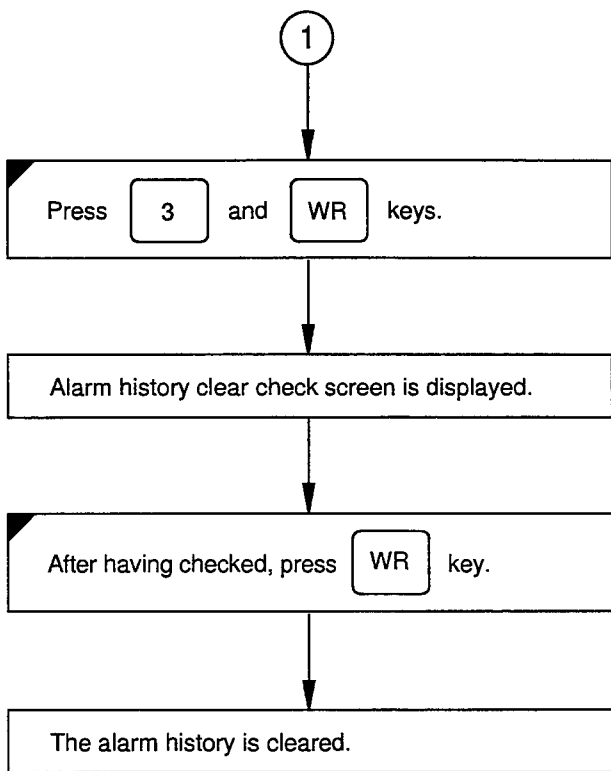 1
Press 3 and WR keys.
Alarm history clear check screen is displayed.
After having checked, press WR key.
The alarm history is cleared.